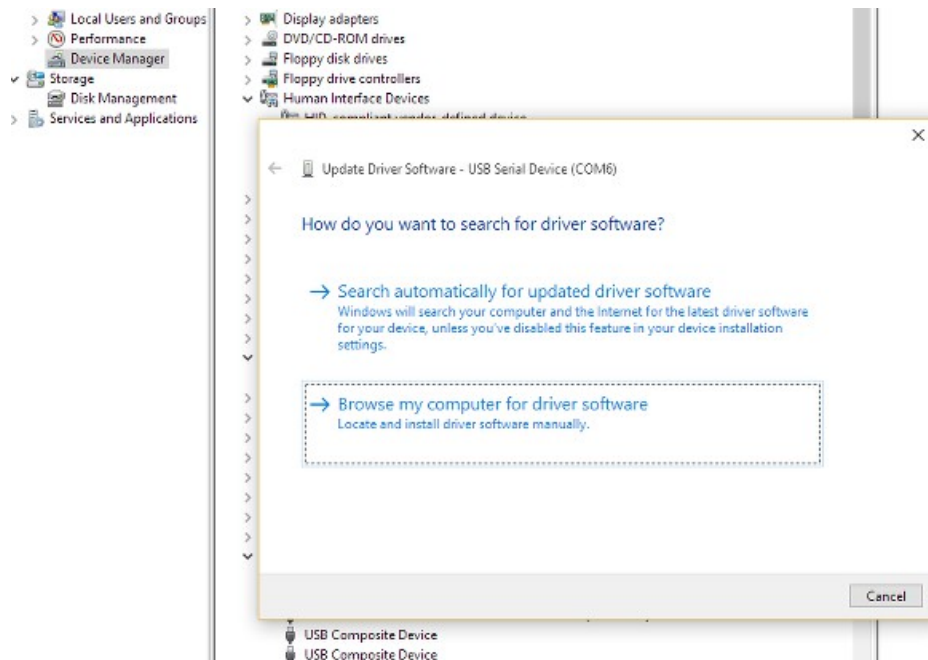 Local Users and Groups
Performance
Device Manager
Storage
Disk Management
Services and Applications
Display adapters
DVD/CD-ROM drives
Floppy disk drives
Floppy drive controllers
Human Interface Devices
HID-compliant vendor-defined device
Update Driver Software - USB Serial Device (COM6)
How do you want to search for driver software?
Search automatically for updated driver software
Windows will search your computer and the Internet for the latest driver software
for your device, unless you've disabled this feature in your device installation
settings.
Browse my computer for driver software
Locate and install driver software manually.
Cancel
USB Composite Device
USB Composite Device